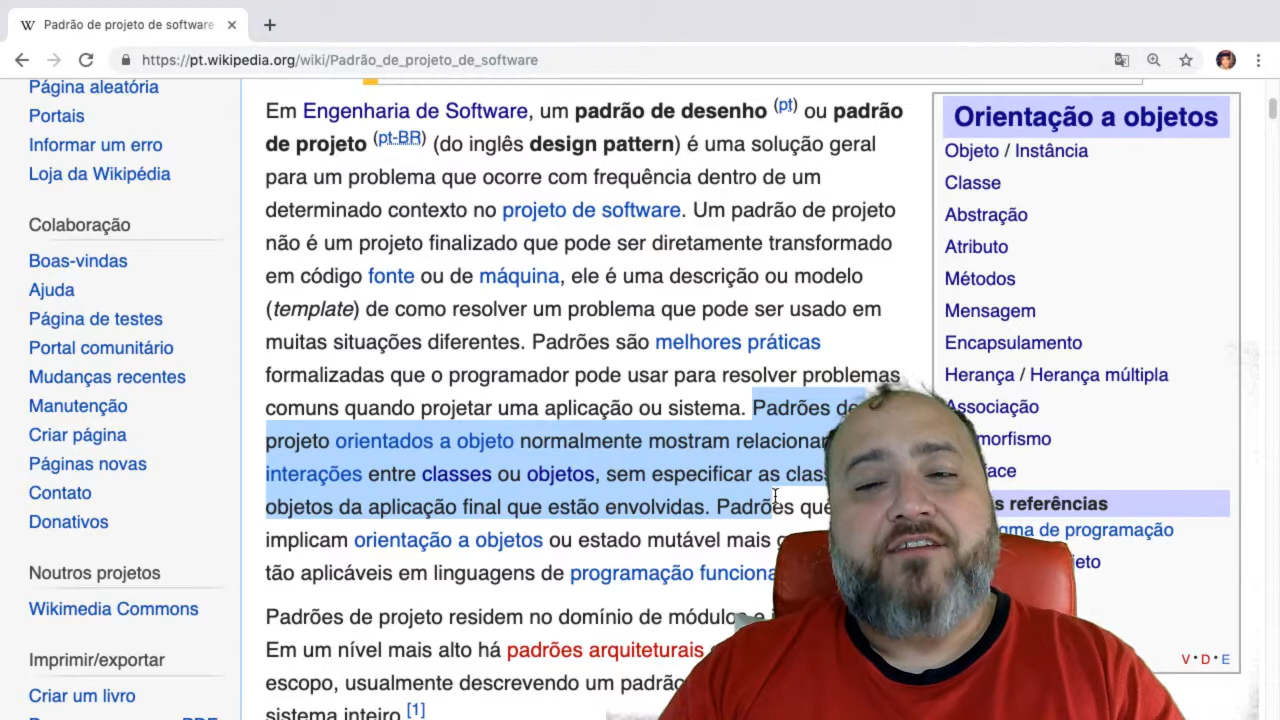 Padrão de projeto de software
https://pt.wikipedia.org/wiki/Padrão_de_projeto_de_software
Página aleatória
Portais
Informar um erro
Loja da Wikipédia
Colaboração
Boas-vindas
Ajuda
Página de testes
Portal comunitário
Mudanças recentes
Manutenção
Criar página
Páginas novas
Contato
Donativos
Noutros projetos
Wikimedia Commons
Imprimir/exportar
Criar um livro
Em Engenharia de Software, um padrão de desenho (pt) ou padrão
de projeto (pt-BR) (do inglês design pattern) é uma solução geral
para um problema que ocorre com frequência dentro de um
determinado contexto no projeto de software. Um padrão de projeto
não é um projeto finalizado que pode ser diretamente transformado
em código fonte ou de máquina, ele é uma descrição ou modelo
(template) de como resolver um problema que pode ser usado em
muitas situações diferentes. Padrões são melhores práticas
formalizadas que o programador pode usar para resolver problemas
comuns quando projetar uma aplicação ou sistema. Padrões de
projeto orientados a objeto normalmente mostram
interações entre classes ou objetos, sem especificar as
objetos da aplicação final que estão envolvidas. Padrões que
implicam orientação a objetos ou estado mutável mais
tão aplicáveis em linguagens de programação
Padrões de projeto residem no domínio de módulos e
Em um nível mais alto há padrões arquiteturais
escopo, usualmente descrevendo um padrão
sistema inteiro.[1]
Orientação a objetos
Objeto / Instância
Classe
Abstração
Atributo
Métodos
Mensagem
Encapsulamento
Herança / Herança múltipla
Associação
referências
de programação
V • D • E